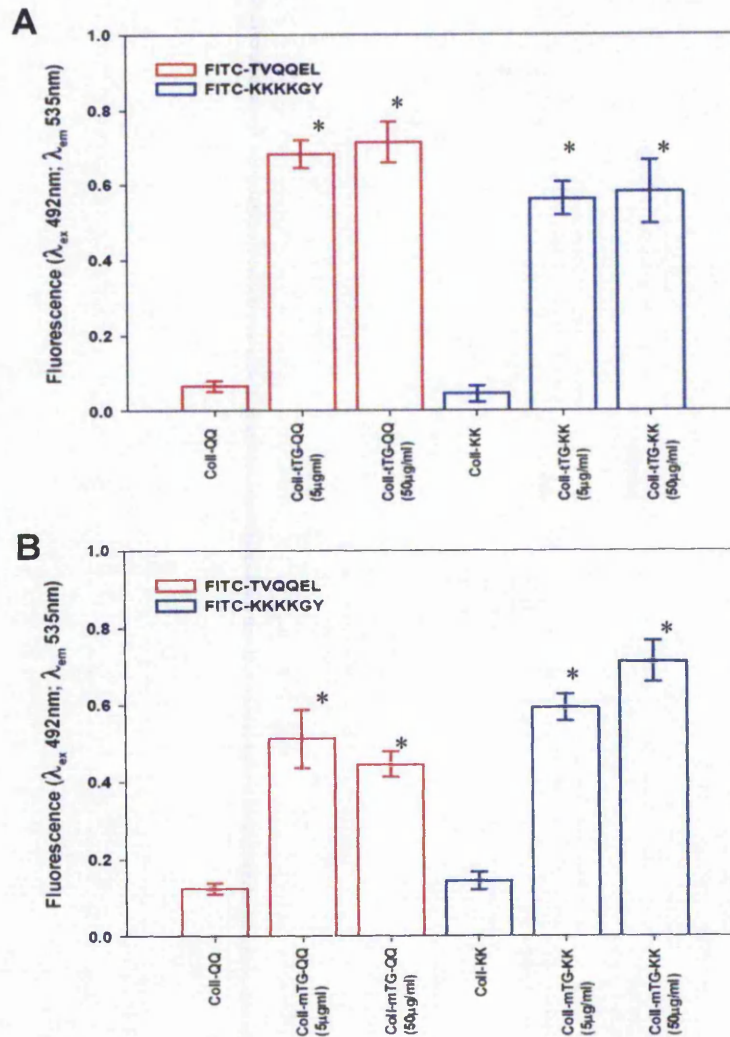 A
Fluorescence (λex 492nm; λem 535nm)
1.0
0.8
0.6
0.4
0.2
0.0
FITC-TVQQEL
FITC-KKKKGY
*
*
*
*
Coll-QQ
Coll-tTG-QQ
(5µgml)
Coll-tTG-QQ
(50µg/ml)
Coll-KK
Coll-tTG-KK
(5µg/ml)
Coll-tTG-KK
(50µg/ml)
B
Fluorescence (λex 492nm; λem 535nm)
1.0
0.8
0.6
0.4
0.2
0.0
FITC-TVQQEL
FITC-KKKKGY
*
*
*
*
Coll-QQ
Coll-mTG-QQ
(5µgml)
Coll-mTG-QQ
(50µg/ml)
Coll-KK
Coll-mTG-KK
(5µg/ml)
Coll-mTG-KK
(50µg/ml)